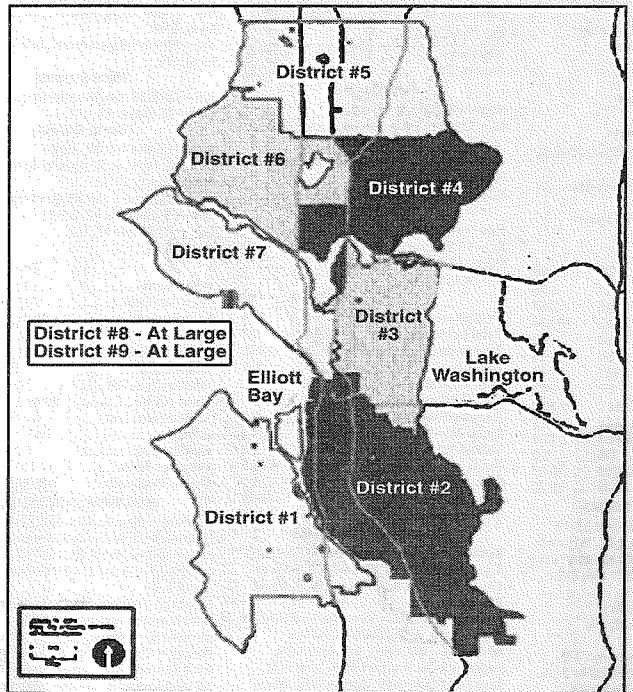 District #5
District #6
District #4
District #7
District
#3
District #8 - At Large
District #9 - At Large
Lake
Washington
Elliott
Bay
District #2
District #1